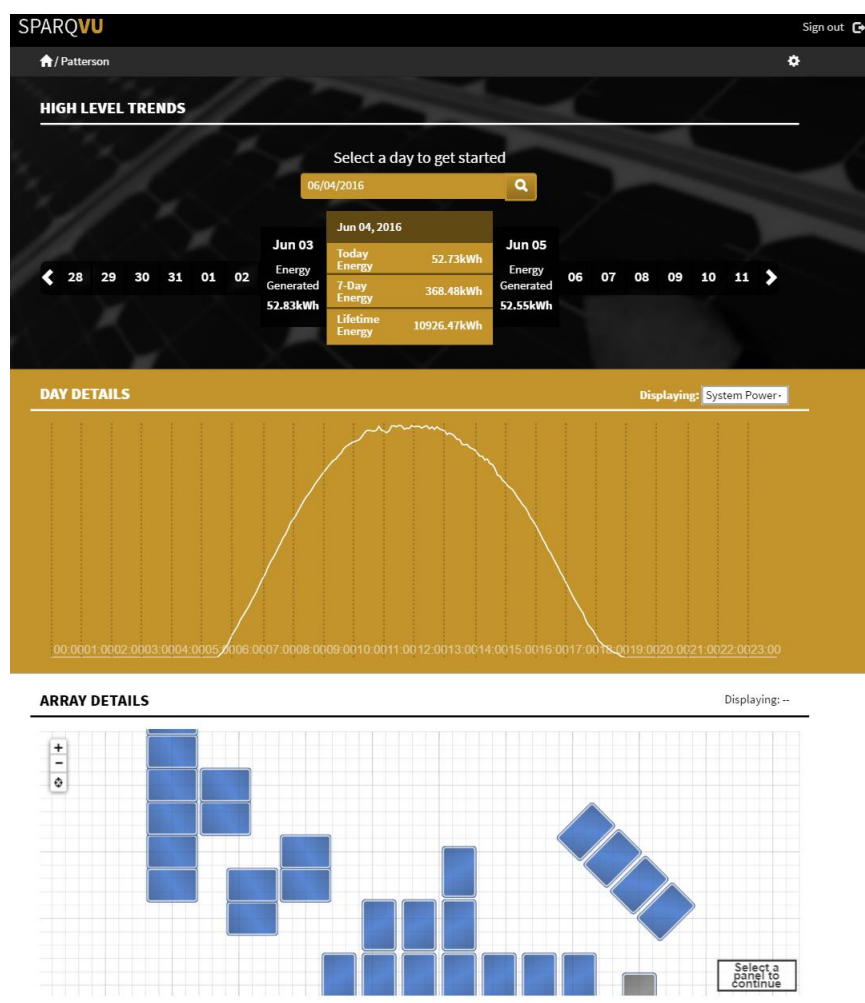 SPARQVU
Sign out
/ Patterson
HIGH LEVEL TRENDS
Select a day to get started
06/04/2016
28 29 30 31 01 02
Jun 03
Energy
Generated
52.83kWh
Jun 04, 2016
Today
Energy
52.73kWh
7-Day
Energy
368.48kWh
Lifetime
Energy
10926.47kWh
Jun 05
Energy
Generated
52.55kWh
06 07 08 09 10 11
DAY DETAILS
Displaying: System Power
00:00 01:00 02:00 03:00 04:00 05:00 06:00 07:00 08:00 09:00 10:00 11:00 12:00 13:00 14:00 15:00 16:00 17:00 18:00 19:00 20:00 21:00 22:00 23:00
ARRAY DETAILS
Displaying: --
+
−
Select a
panel to
continue